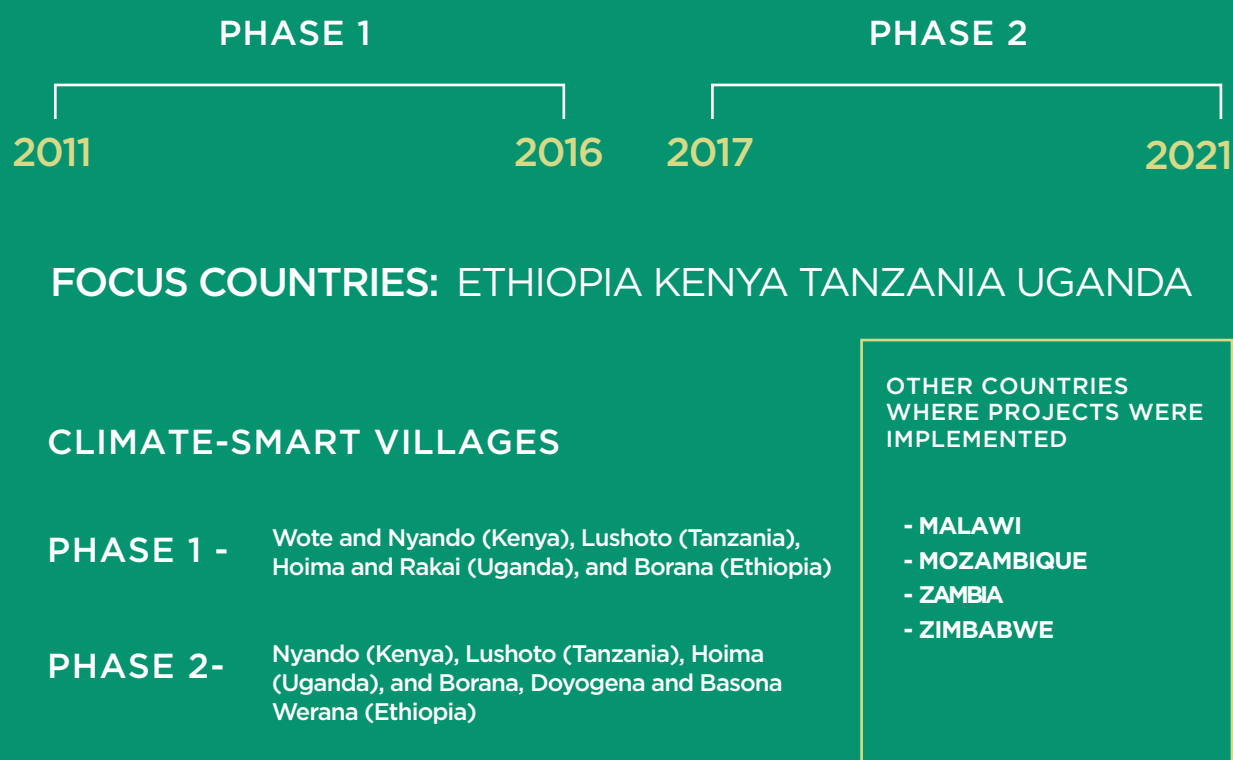 PHASE 1
PHASE 2
2011
2016
2017
2021
FOCUS COUNTRIES: ETHIOPIA KENYA TANZANIA UGANDA
CLIMATE-SMART VILLAGES
PHASE 1 -
Wote and Nyando (Kenya), Lushoto (Tanzania),
Hoima and Rakai (Uganda), and Borana (Ethiopia)
PHASE 2-
Nyando (Kenya), Lushoto (Tanzania), Hoima
(Uganda), and Borana, Doyogena and Basona
Werana (Ethiopia)
OTHER COUNTRIES
WHERE PROJECTS WERE
IMPLEMENTED
- MALAWI
- MOZAMBIQUE
- ZAMBIA
- ZIMBABWE